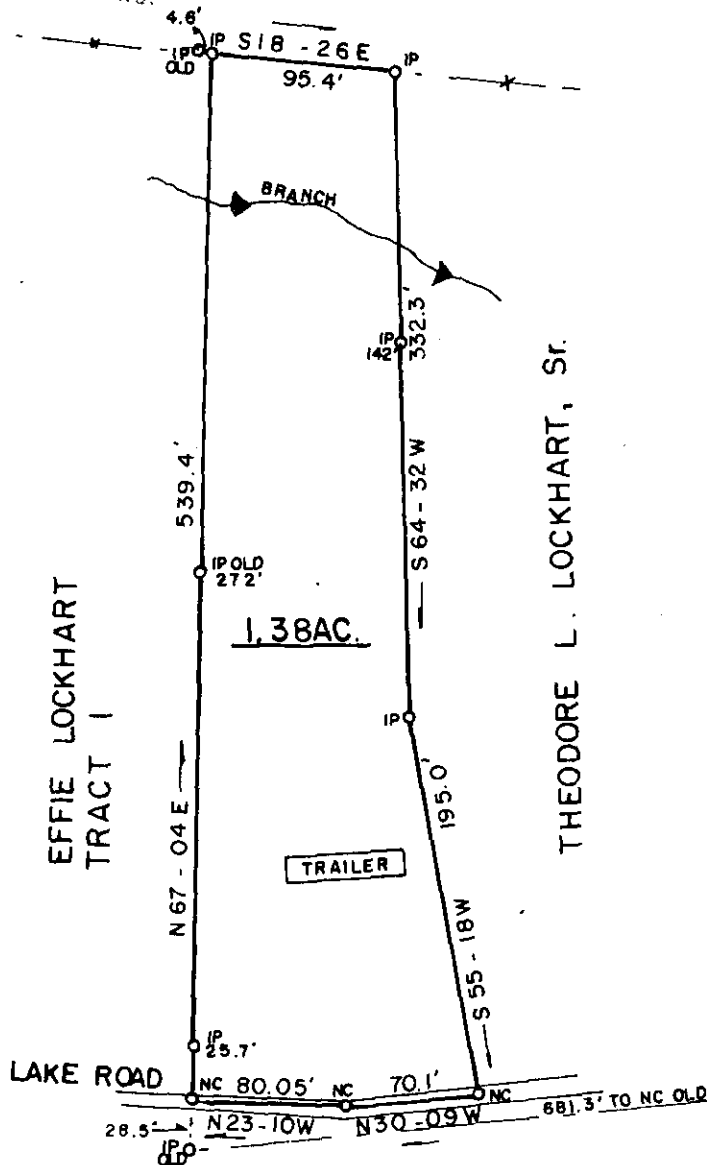 4.6'
IP
OLD
IP
S18-26E
95.4'
IP
BRANCH
IP
142'
332.3'
539.4'
S 64-32 W
IP OLD
272'
1.38AC.
EFFIE LOCKHART
TRACT 1
THEODORE L. LOCKHART, Sr.
IP
N 67-04 E
195.0'
TRAILER
S 55-18W
IP
25.7'
LAKE ROAD
NC
80.05'
NC
70.1'
NC
681.3' TO NC OLD
N23-10W
N30-09W
28.5'
IP
OLD